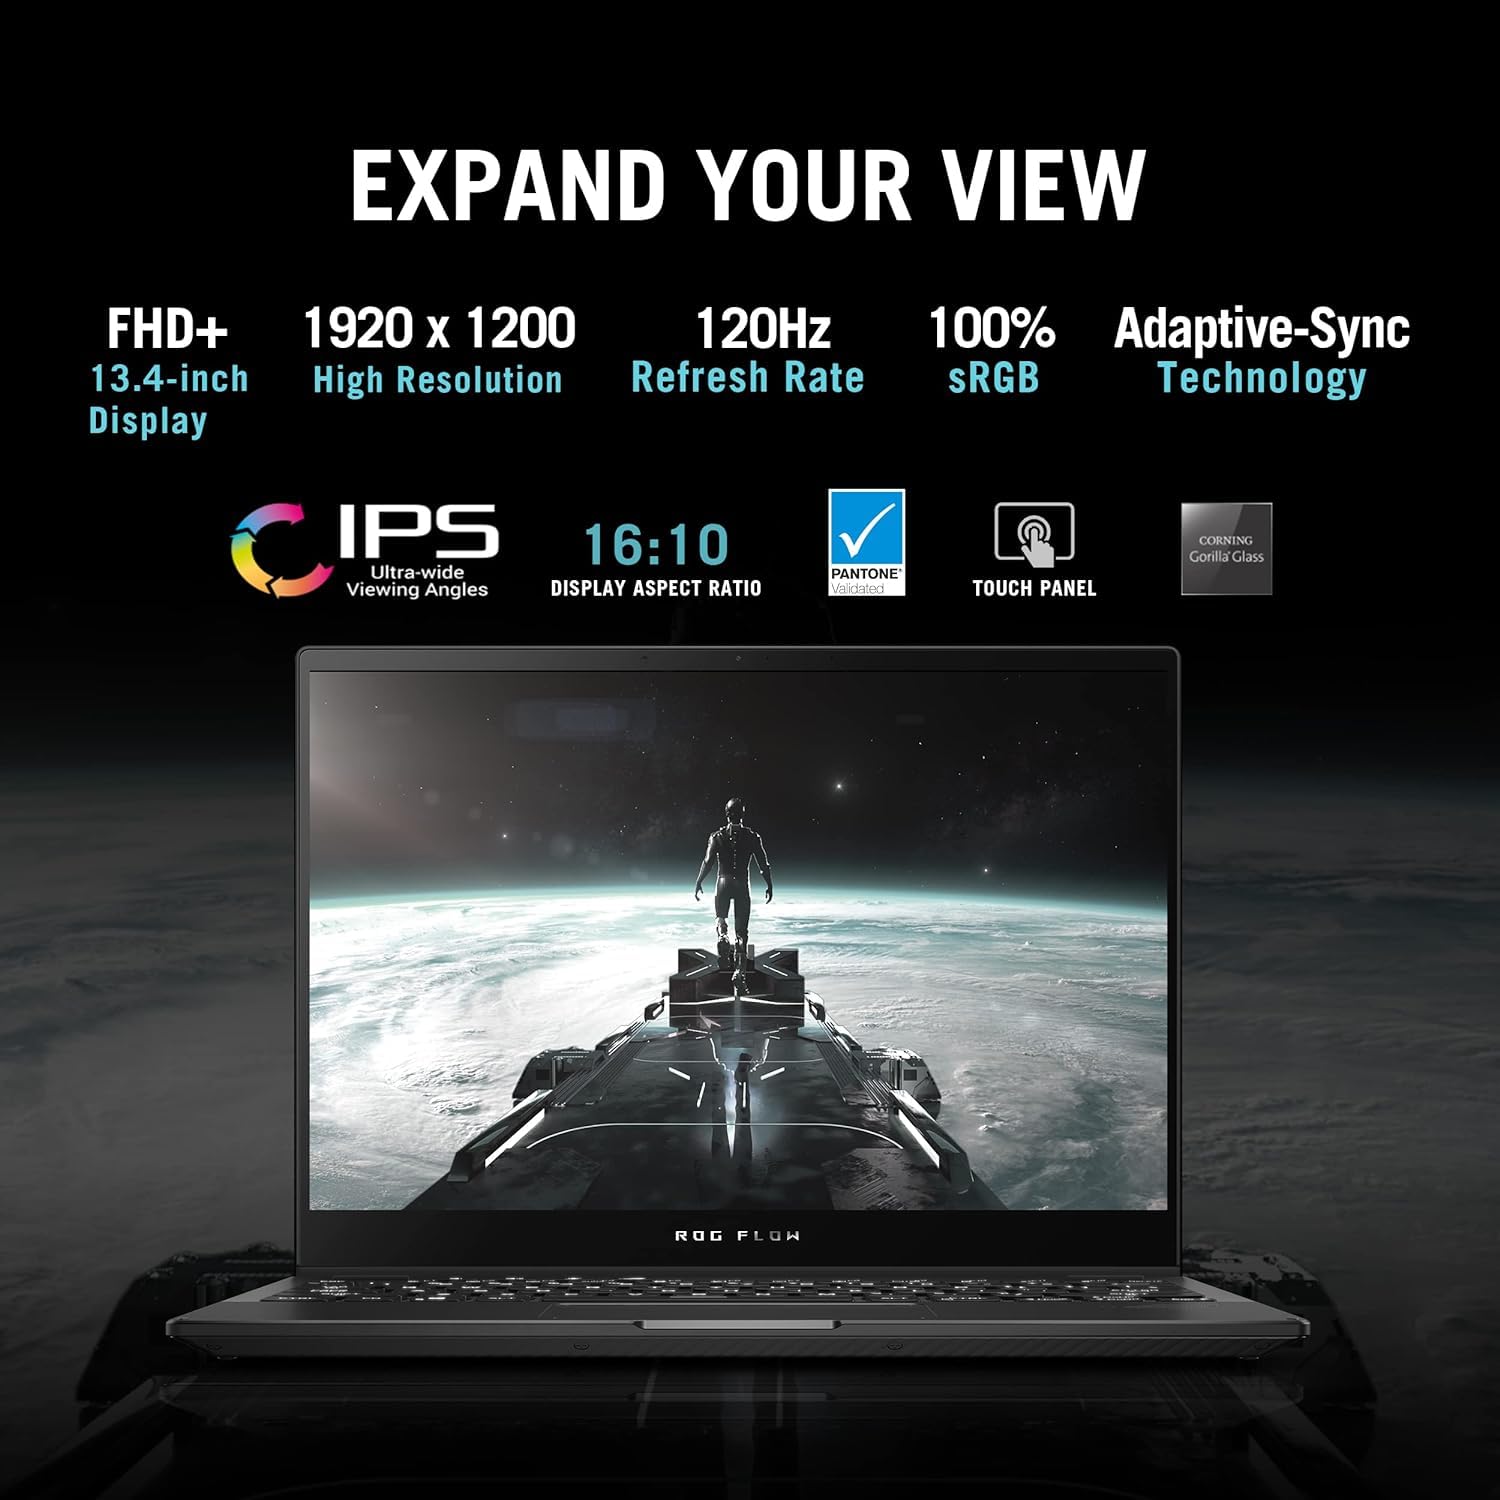 EXPAND YOUR VIEW
FHD+
13.4-inch
Display
1920 x 1200
High Resolution
120Hz
Refresh Rate
100%
sRGB
Adaptive-Sync
Technology
IPS
Ultra-wide
Viewing Angles
16:10
DISPLAY ASPECT RATIO
PANTONE®
Validated
TOUCH PANEL
CORNING
Gorilla® Glass
ROG FLOW